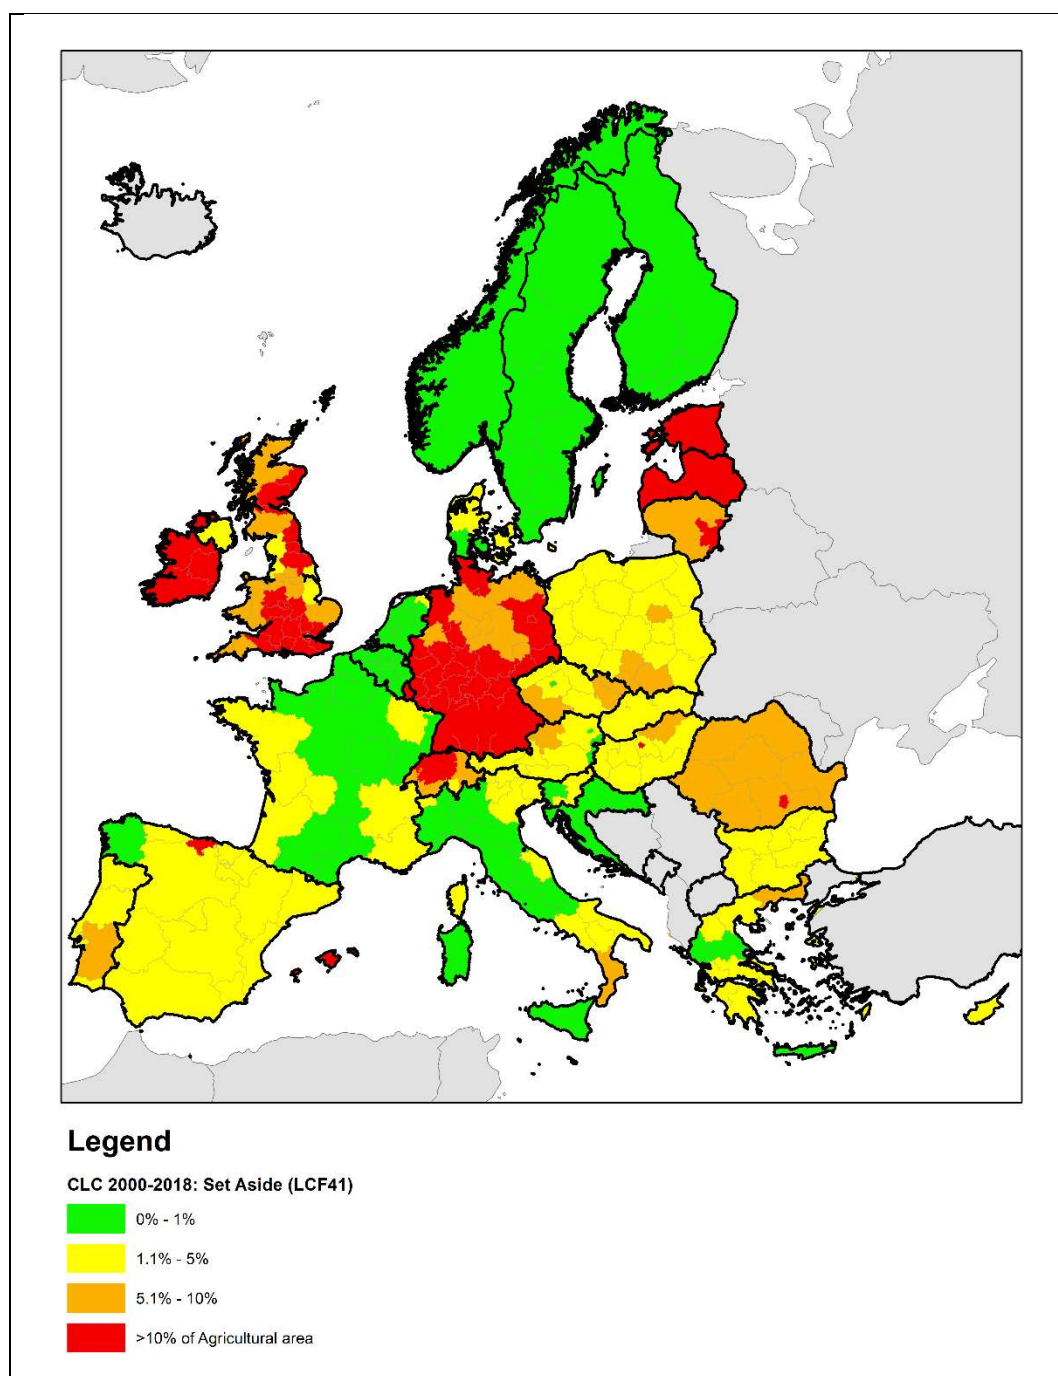 Legend
CLC 2000-2018: Set Aside (LCF41)
0% - 1%
1.1% - 5%
5.1% - 10%
>10% of Agricultural area